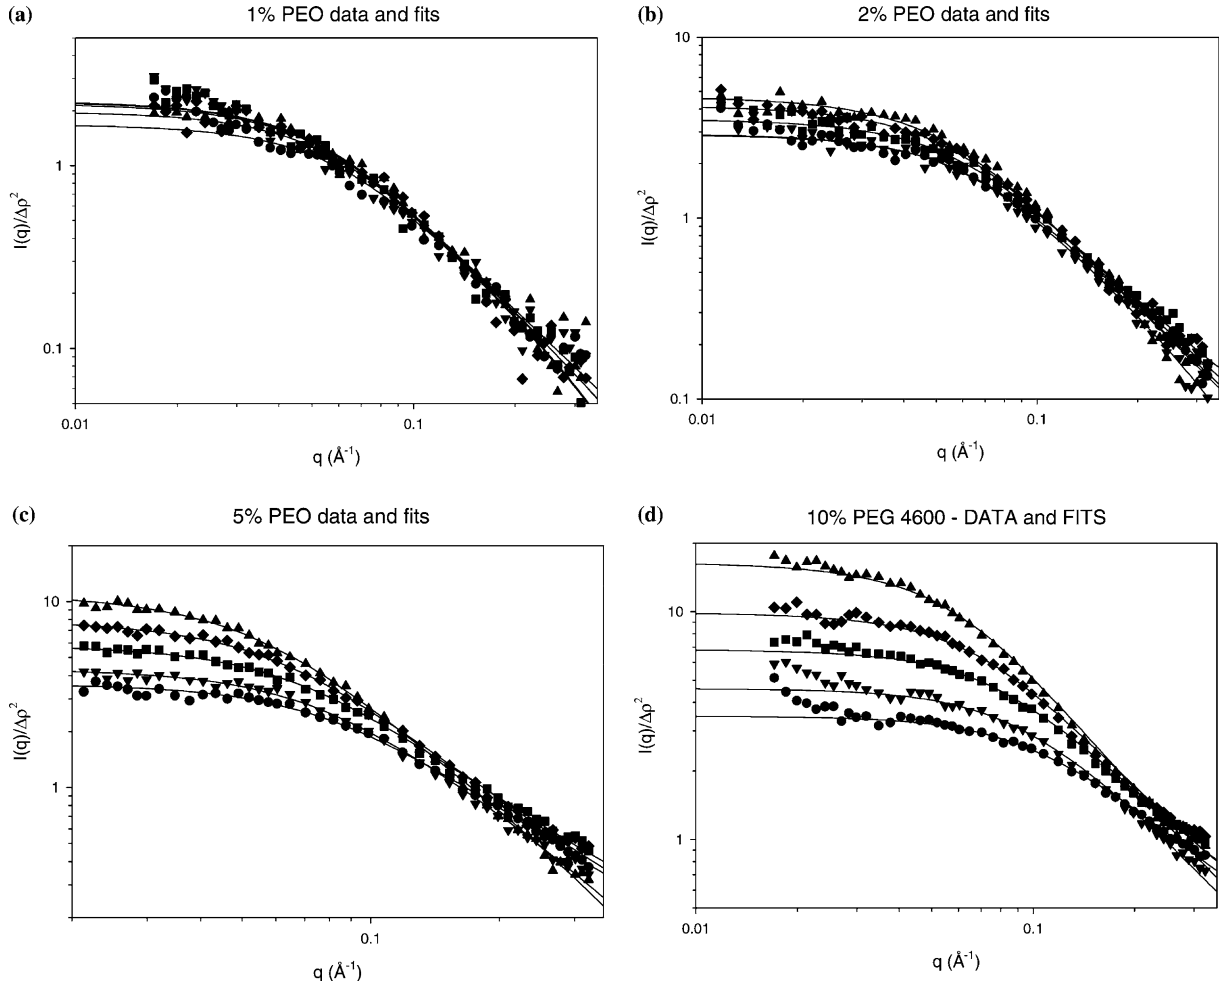 (a)
1% PEO data and fits
1
0.1
0.01
0.1
I(q)/Δρ²
q (Å⁻¹)
(b)
2% PEO data and fits
10
1
0.1
0.01
0.1
I(q)/Δρ²
q (Å⁻¹)
(c)
5% PEO data and fits
10
1
0.1
I(q)/Δρ²
q (Å⁻¹)
(d)
10% PEG 4600 - DATA and FITS
10
1
0.01
0.1
I(q)/Δρ²
q (Å⁻¹)